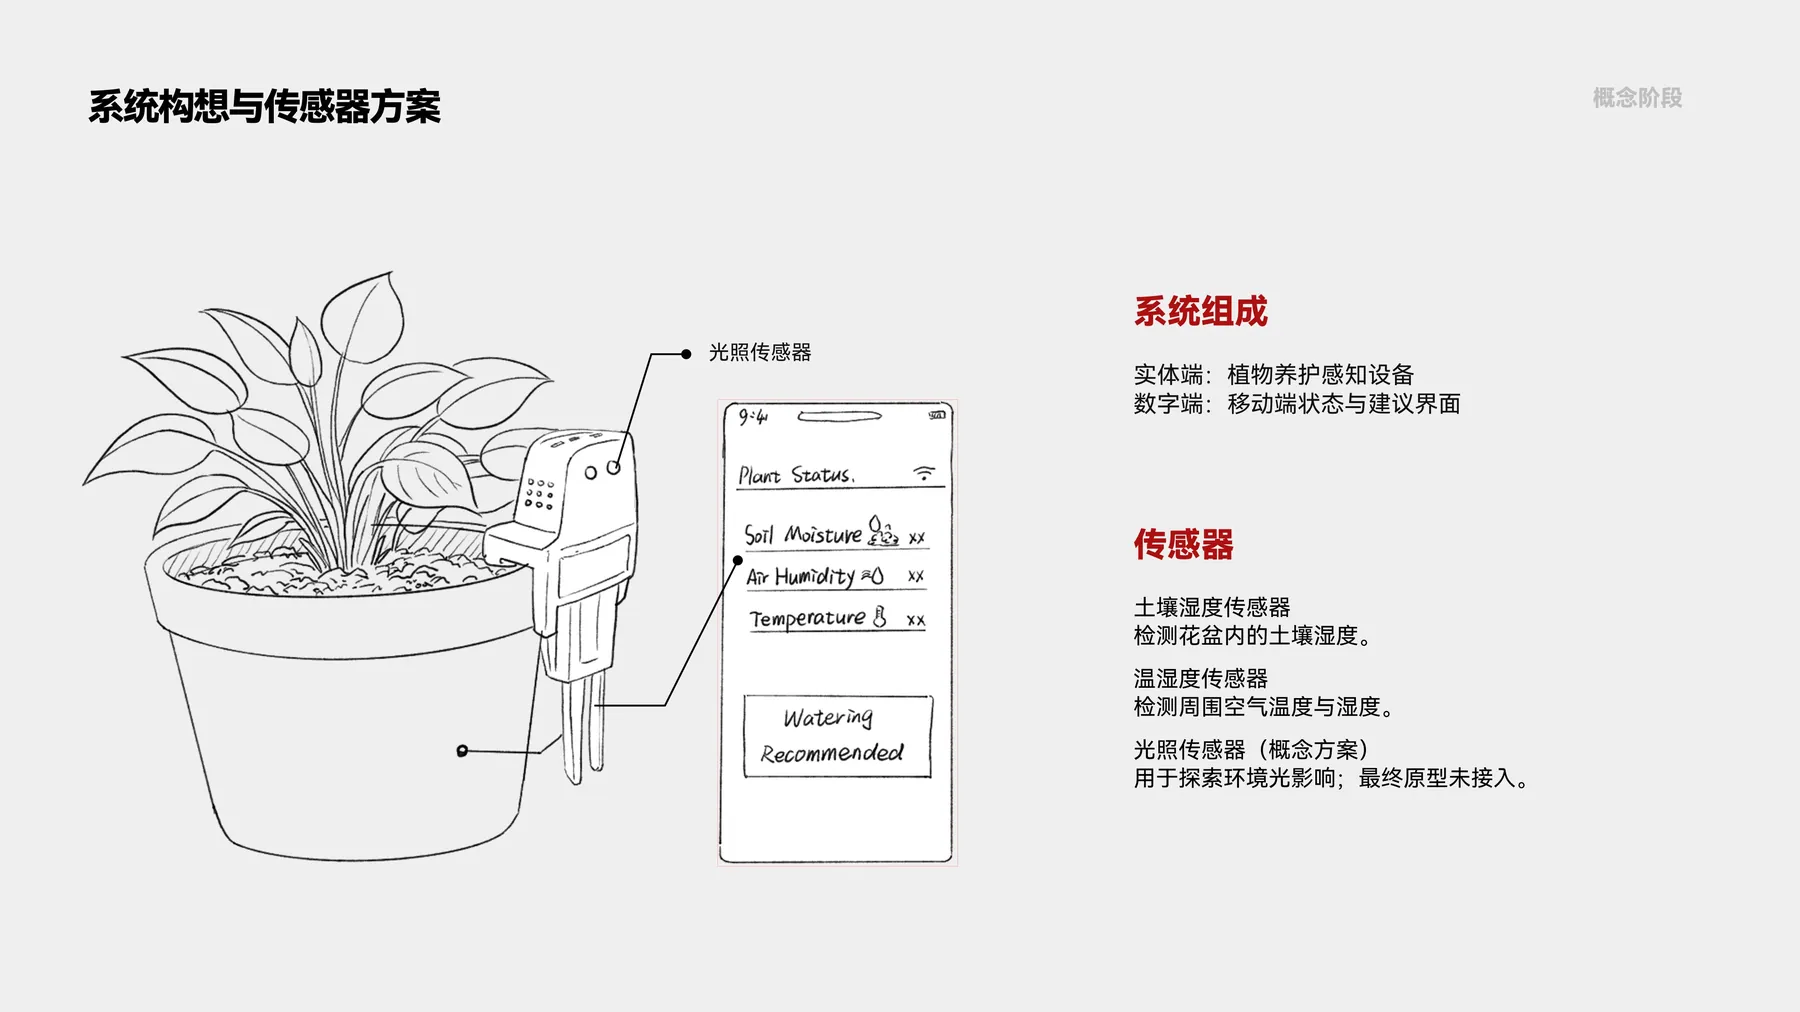 系统构想与传感器方案
概念阶段
光照传感器
9:41
Plant Status.
Soil Moisture xx
Air Humidity xx
Temperature xx
Watering
Recommended
系统组成
实体端：植物养护感知设备
数字端：移动端状态与建议界面
传感器
土壤湿度传感器
检测花盆内的土壤湿度。
温湿度传感器
检测周围空气温度与湿度。
光照传感器（概念方案）
用于探索环境光影响；最终原型未接入。